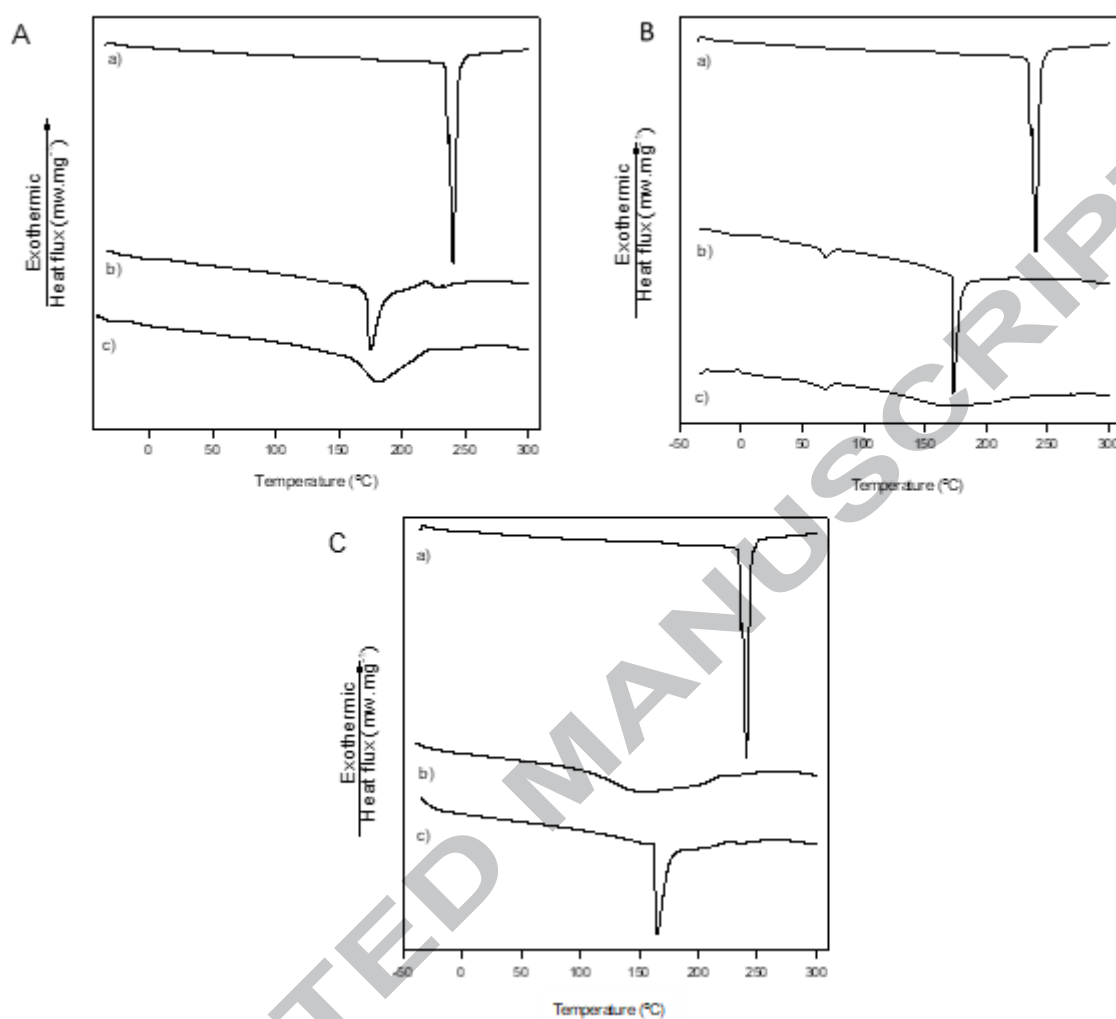 A
a)
b)
c)
Exothermic
Heat flux (mw.mg⁻¹)
0 50 100 150 200 250 300
Temperature (ºC)
B
a)
b)
c)
Exothermic
Heat flux (mw.mg⁻¹)
-50 0 50 100 150 200 250 300
Temperature (ºC)
C
a)
b)
c)
Exothermic
Heat flux (mw.mg⁻¹)
-50 0 50 100 150 200 250 300
Temperature (ºC)
TED MANUSCRIP